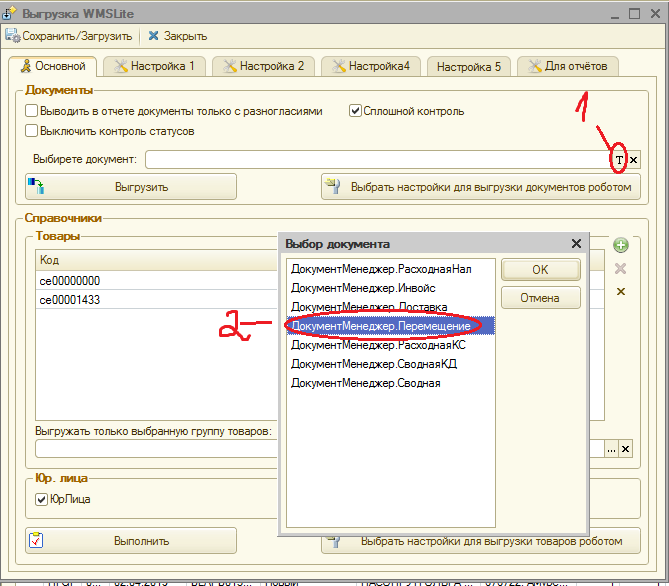 Выгрузка WMSLite
Сохранить/Загрузить Закрыть
Основной Настройка 1 Настройка 2 Настройка4 Настройка 5 Для отчётов
Документы
1
Выводить в отчете документы только с разногласиями Сплошной контроль
Выключить контроль статусов
Выбирете документ: T x
Выгрузить Выбрать настройки для выгрузки документов роботом
Справочники
Товары
Код
се00000000
се00001433
Выбор документа
ДокументМенеджер.РасходнаяНал
ДокументМенеджер.Инвойс
ДокументМенеджер.Доставка
2 ДокументМенеджер.Перемещение
ДокументМенеджер.РасходнаяКС
ДокументМенеджер.СводнаяКД
ДокументМенеджер.Сводная
OK
Отмена
Выгружать только выбранную группу товаров:
... x
Юр. лица
ЮрЛица
Выполнить Выбрать настройки для выгрузки товаров роботом